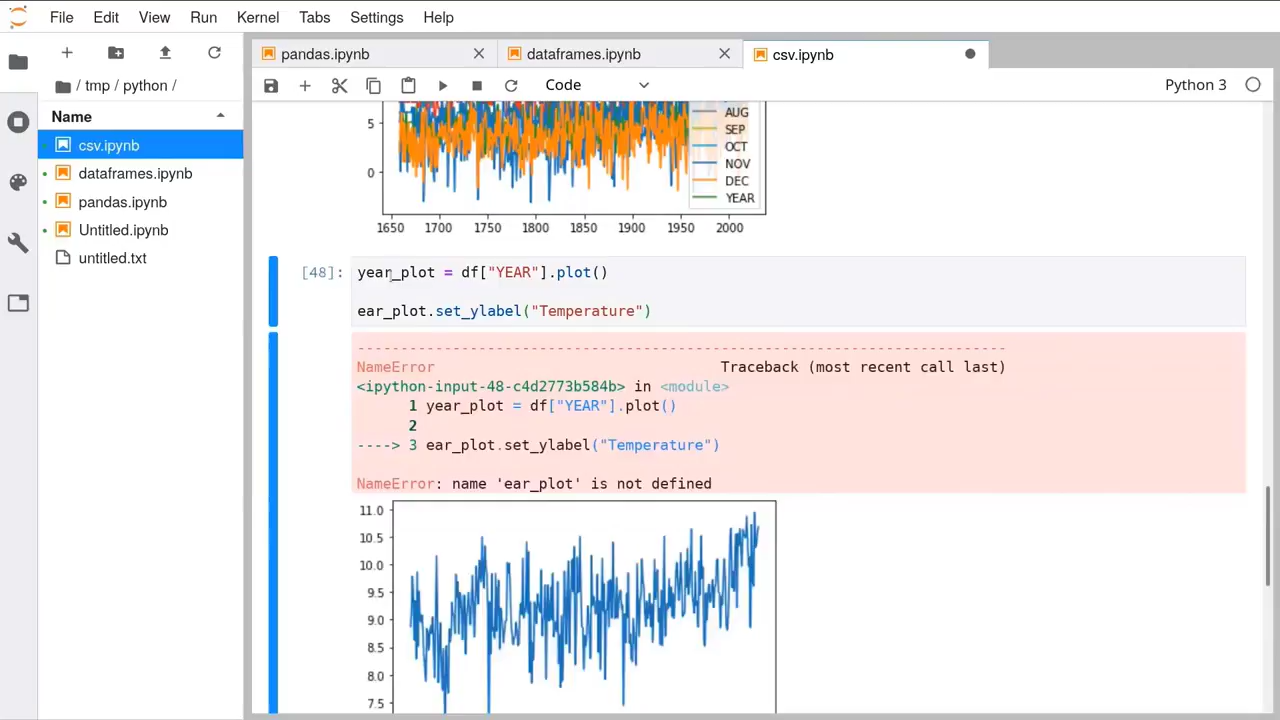 File Edit View Run Kernel Tabs Settings Help
pandas.ipynb
dataframes.ipynb
csv.ipynb
/ tmp / python /
Code
Python 3
Name
csv.ipynb
dataframes.ipynb
pandas.ipynb
Untitled.ipynb
untitled.txt
5
0
AUG
SEP
OCT
NOV
DEC
YEAR
1650 1700 1750 1800 1850 1900 1950 2000
[48]:
year_plot = df["YEAR"].plot()
ear_plot.set_ylabel("Temperature")
---------------------------------------------------------------------------
NameError Traceback (most recent call last)
<ipython-input-48-c4d2773b584b> in <module>
1 year_plot = df["YEAR"].plot()
2
----> 3 ear_plot.set_ylabel("Temperature")
NameError: name 'ear_plot' is not defined
11.0
10.5
10.0
9.5
9.0
8.5
8.0
7.5